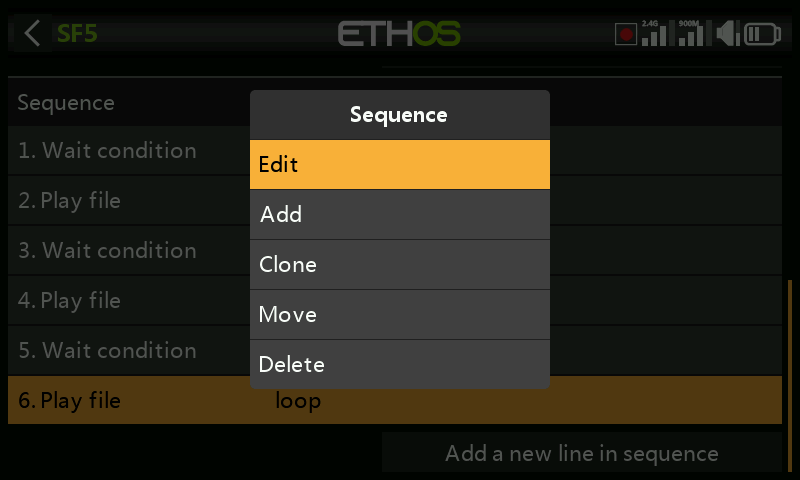 SF5
ETHOS
2.4G
900M
Sequence
Sequence
1. Wait condition
Edit
2. Play file
Add
3. Wait condition
Clone
4. Play file
Move
5. Wait condition
Delete
6. Play file loop
Add a new line in sequence